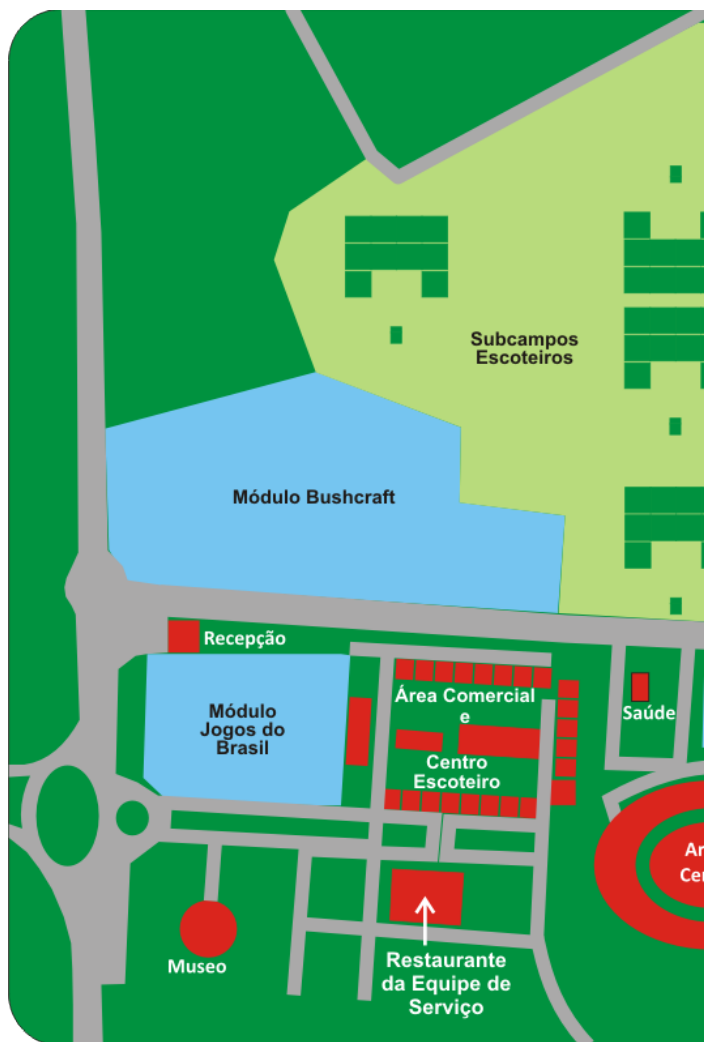 Subcampos
Escoteiros
Módulo Bushcraft
Recepção
Módulo
Jogos do
Brasil
Área Comercial
e
Centro
Escoteiro
Saúde
Museo
Restaurante
da Equipe de
Serviço